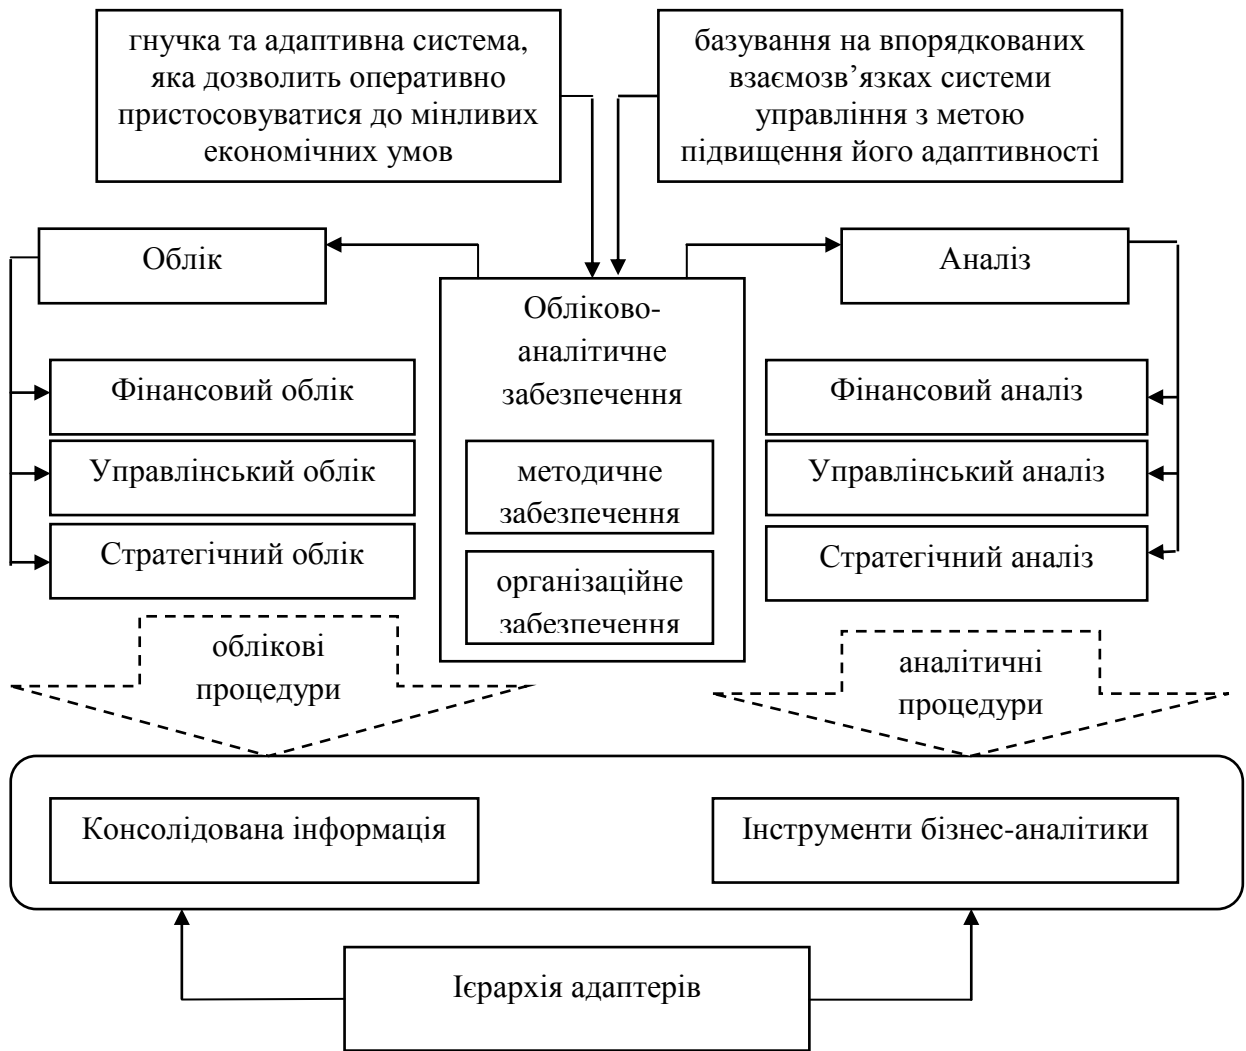 гнучка та адаптивна система,
яка дозволить оперативно
пристосовуватися до мінливих
економічних умов
базування на впорядкованих
взаємозв’язках системи
управління з метою
підвищення його адаптивності
Облік
Аналіз
Обліково-
аналітичне
забезпечення
методичне
забезпечення
організаційне
забезпечення
Фінансовий облік
Управлінський облік
Стратегічний облік
Фінансовий аналіз
Управлінський аналіз
Стратегічний аналіз
облікові
процедури
аналітичні
процедури
Консолідована інформація
Інструменти бізнес-аналітики
Ієрархія адаптерів